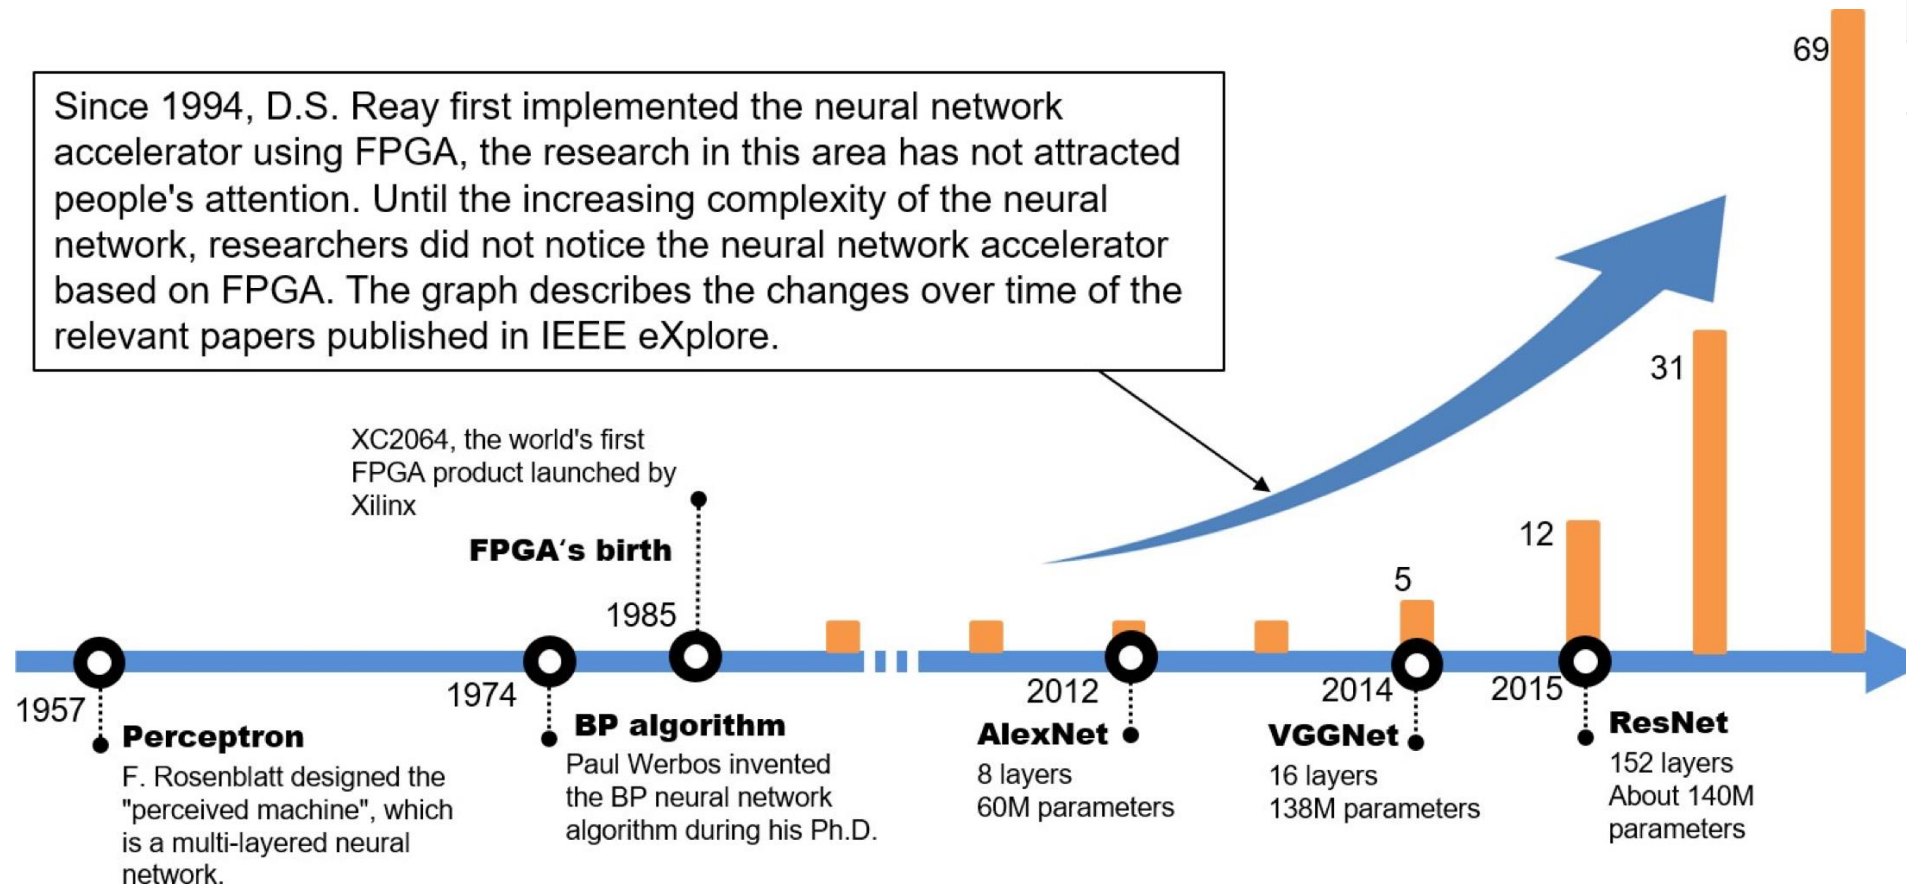 69
Since 1994, D.S. Reay first implemented the neural network
accelerator using FPGA, the research in this area has not attracted
people's attention. Until the increasing complexity of the neural
network, researchers did not notice the neural network accelerator
based on FPGA. The graph describes the changes over time of the
relevant papers published in IEEE eXplore.
31
XC2064, the world's first
FPGA product launched by
Xilinx
FPGA's birth
12
5
1985
1957
1974
2012
2014
2015
Perceptron
F. Rosenblatt designed the
"perceived machine", which
is a multi-layered neural
network.
BP algorithm
Paul Werbos invented
the BP neural network
algorithm during his Ph.D.
AlexNet
8 layers
60M parameters
VGGNet
16 layers
138M parameters
ResNet
152 layers
About 140M
parameters